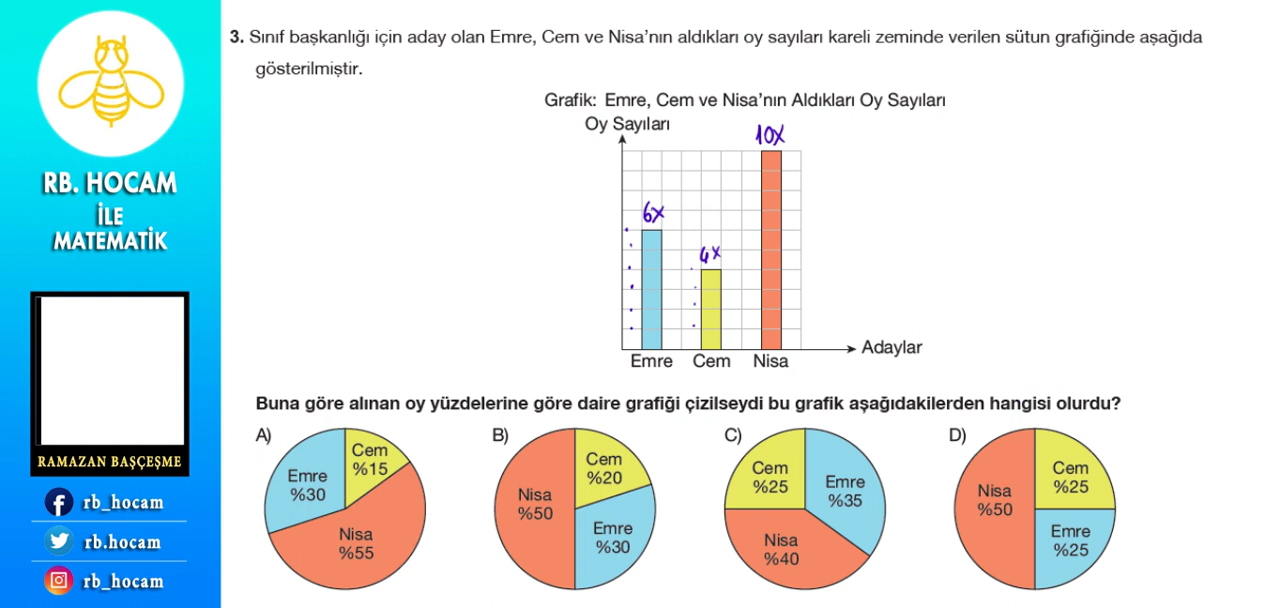 RB. HOCAM
İLE
MATEMATİK
RAMAZAN BAŞÇEŞME
rb_hocam
rb.hocam
rb_hocam
3. Sınıf başkanlığı için aday olan Emre, Cem ve Nisa'nın aldıkları oy sayıları kareli zeminde verilen sütun grafiğinde aşağıda
gösterilmiştir.
Grafik: Emre, Cem ve Nisa'nın Aldıkları Oy Sayıları
Oy Sayıları
10x
6x
4x
Adaylar
Emre Cem Nisa
Buna göre alınan oy yüzdelerine göre daire grafiği çizilseydi bu grafik aşağıdakilerden hangisi olurdu?
A)
Emre
%30
Cem
%15
Nisa
%55
B)
Nisa
%50
Cem
%20
Emre
%30
C)
Cem
%25
Emre
%35
Nisa
%40
D)
Nisa
%50
Cem
%25
Emre
%25